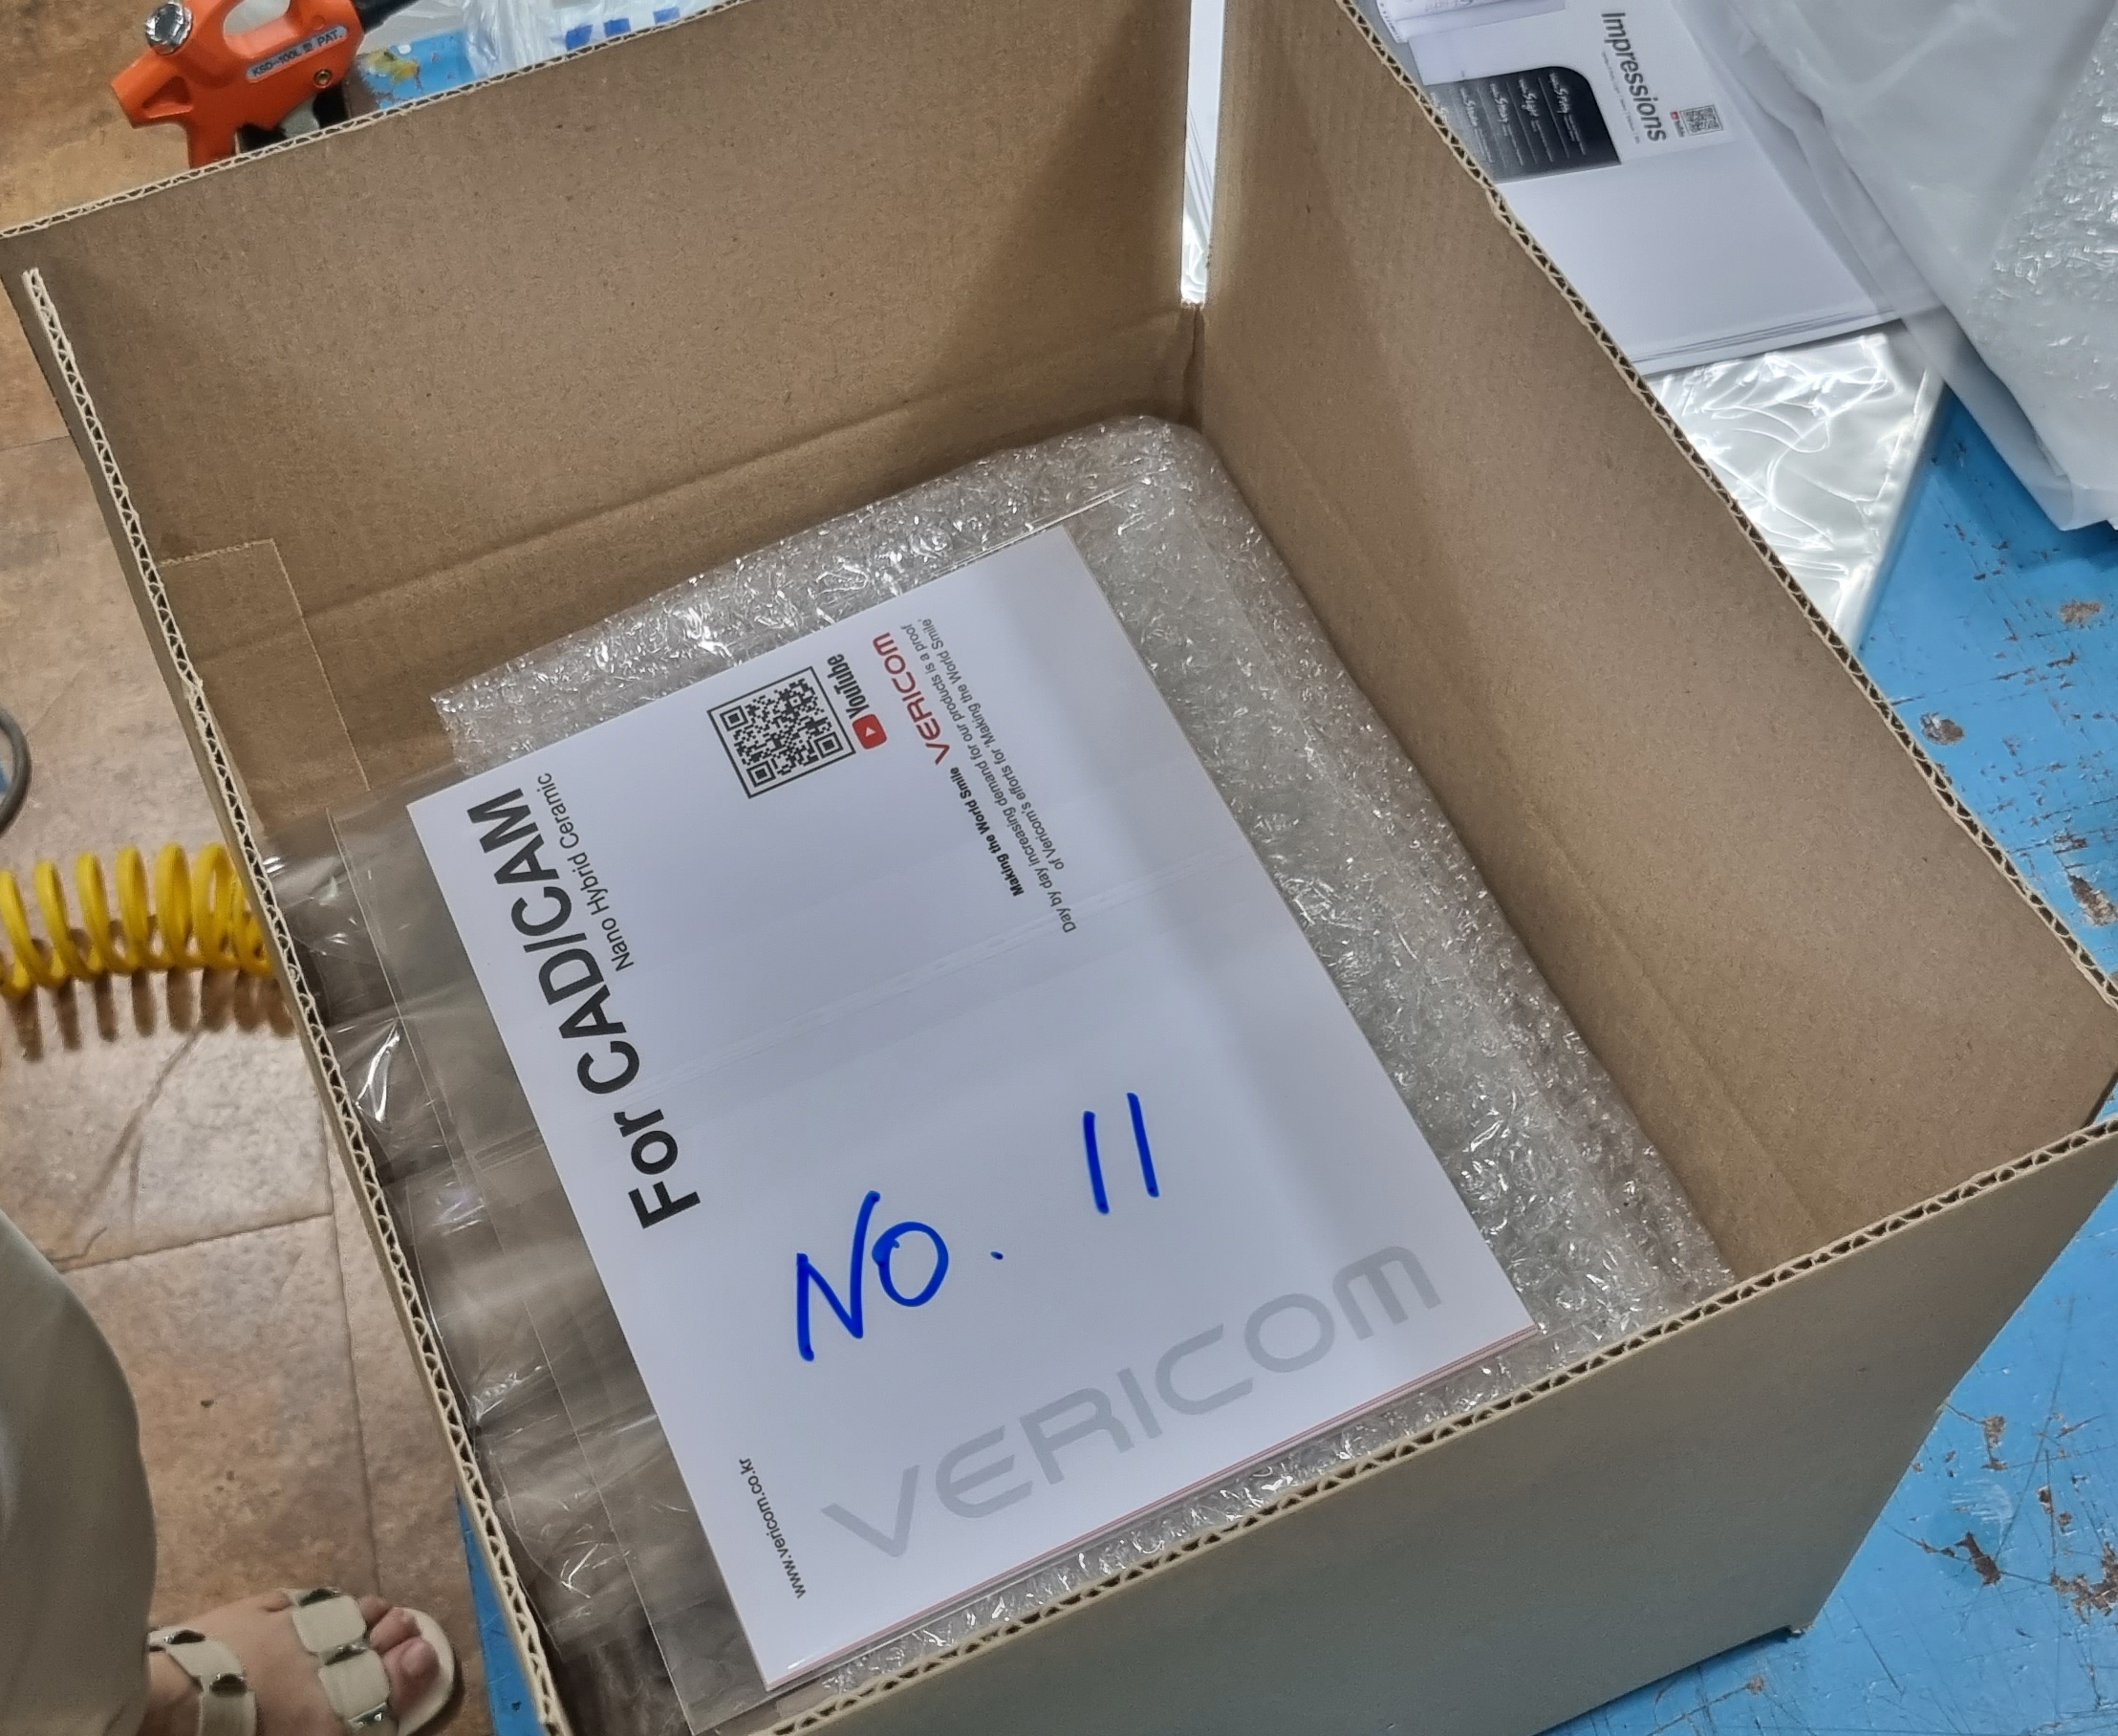 KSD-100L 형 PAT.
Impressions
YouTube
For CAD/CAM
Nano Hybrid Ceramic
YouTube
VERICOM
Making the World Smile
Day by day increasing demand for our products is a proof
of Vericom's efforts for 'Making the World Smile.'
NO. 11
VERICOM
www.vericom.co.kr